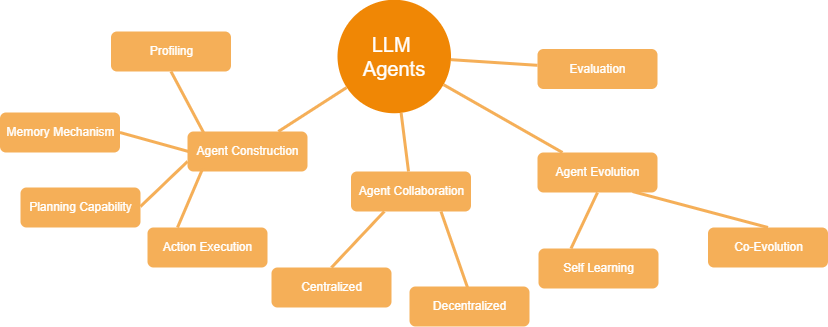 LLM
Agents
Profiling
Evaluation
Memory Mechanism
Agent Construction
Agent Evolution
Agent Collaboration
Planning Capability
Action Execution
Co-Evolution
Self Learning
Centralized
Decentralized